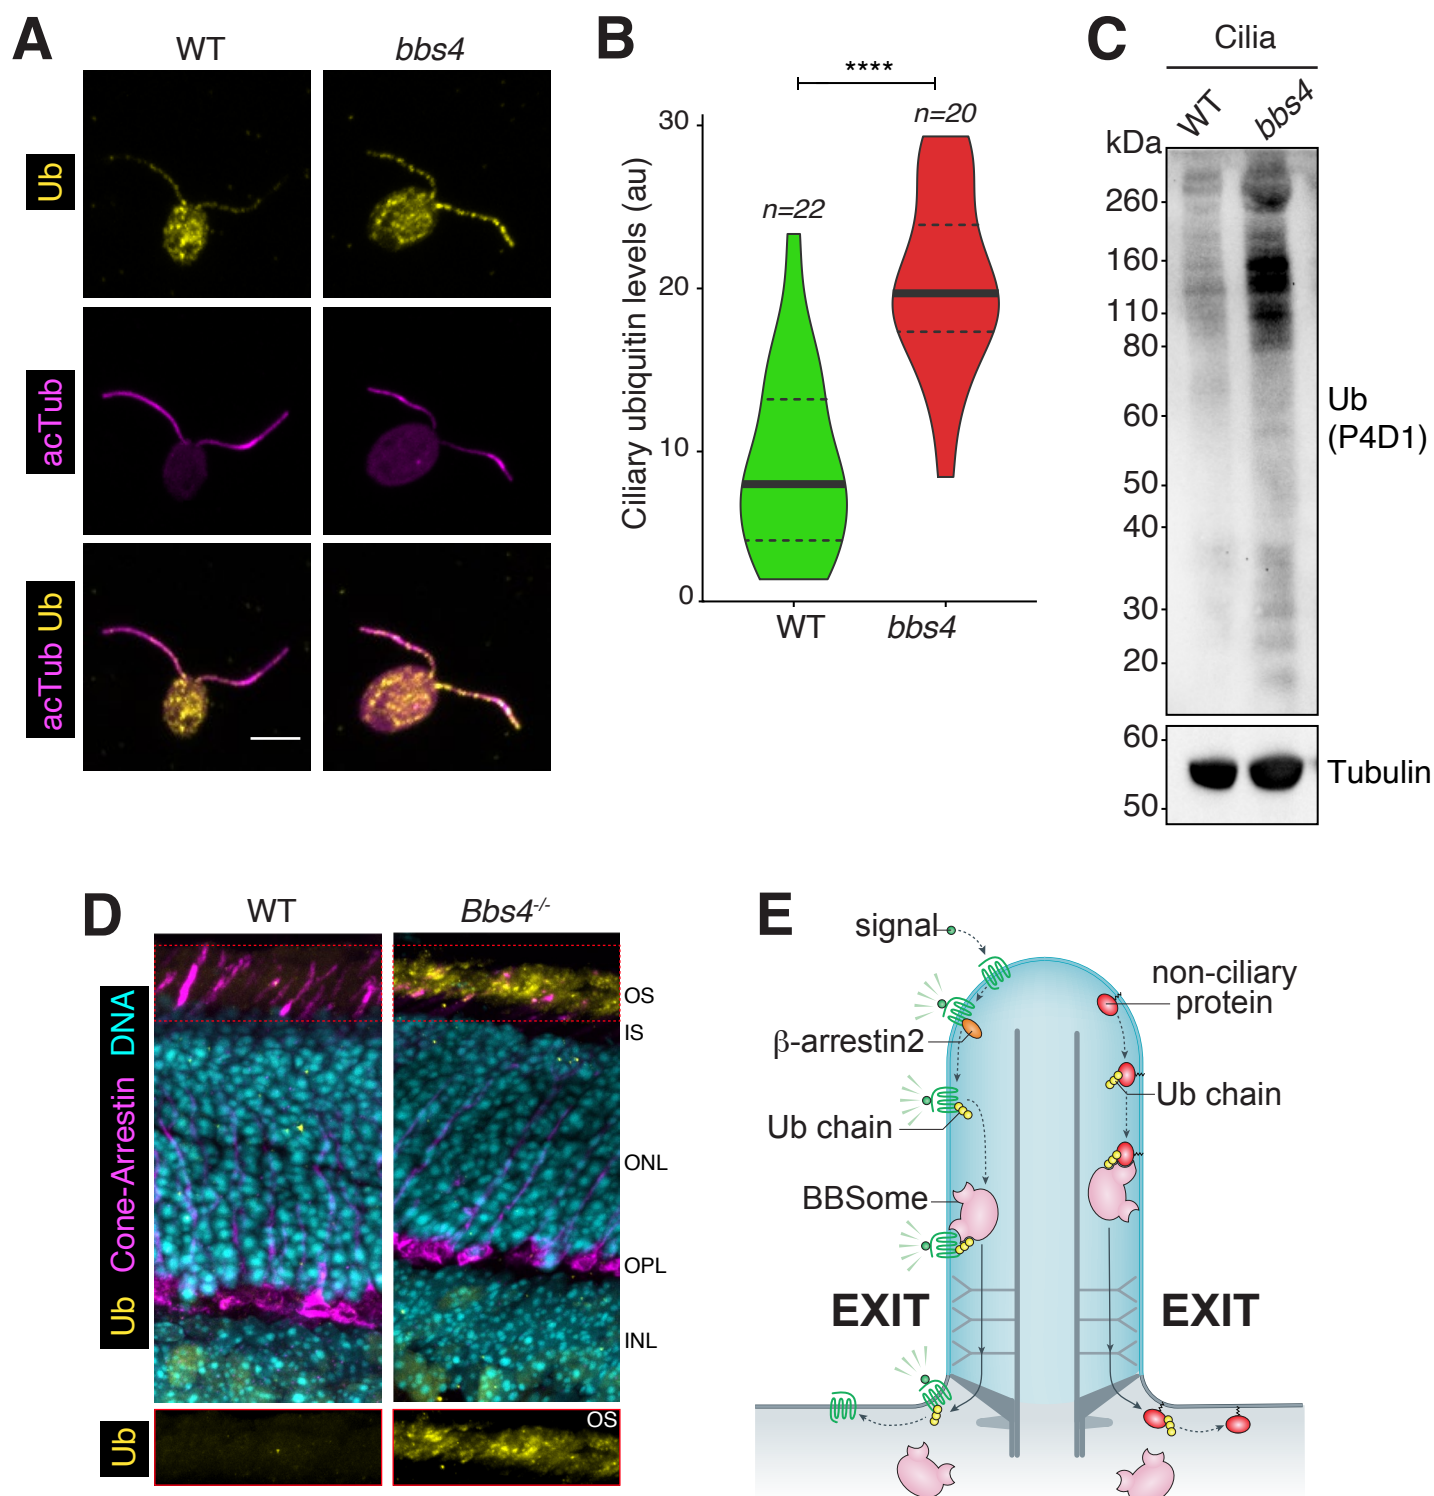 A
WT
bbs4
Ub
acTub
acTub Ub
B
****
n=20
n=22
Ciliary ubiquitin levels (au)
30
20
10
0
WT
bbs4
C
Cilia
WT
bbs4
kDa
260
160
110
80
60
50
40
30
20
Ub
(P4D1)
60
50
Tubulin
D
WT
Bbs4-/-
Ub Cone-Arrestin DNA
OS
IS
ONL
OPL
INL
Ub
OS
E
signal
non-ciliary
protein
β-arrestin2
Ub chain
Ub chain
BBSome
EXIT
EXIT